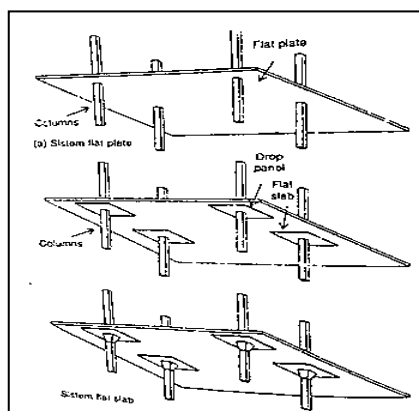 Flat plate
Columns
(a) Sistem flat plate
Drop
panel
Flat
slab
Columns
Sistem flat slab